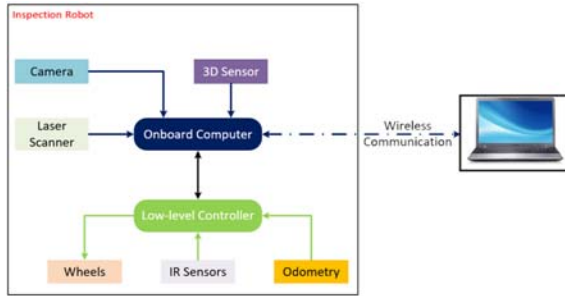 Inspection Robot
Camera
3D Sensor
Laser
Scanner
Onboard Computer
Wireless
Communication
Low-level Controller
Wheels
IR Sensors
Odometry